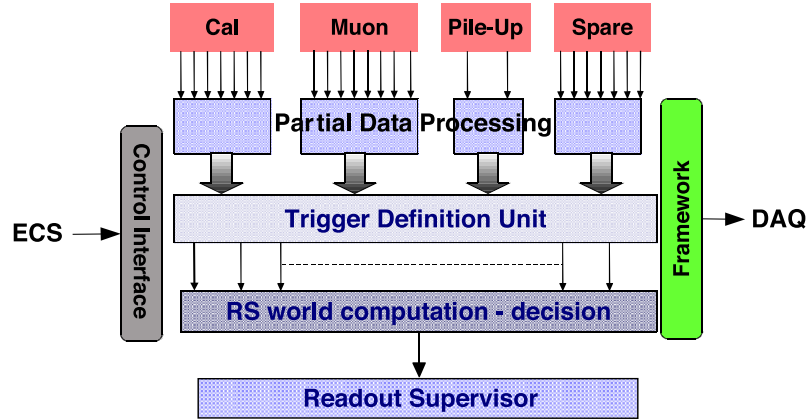 Cal
Muon
Pile-Up
Spare
Partial Data Processing
Control Interface
Framework
Trigger Definition Unit
ECS
DAQ
RS world computation - decision
Readout Supervisor